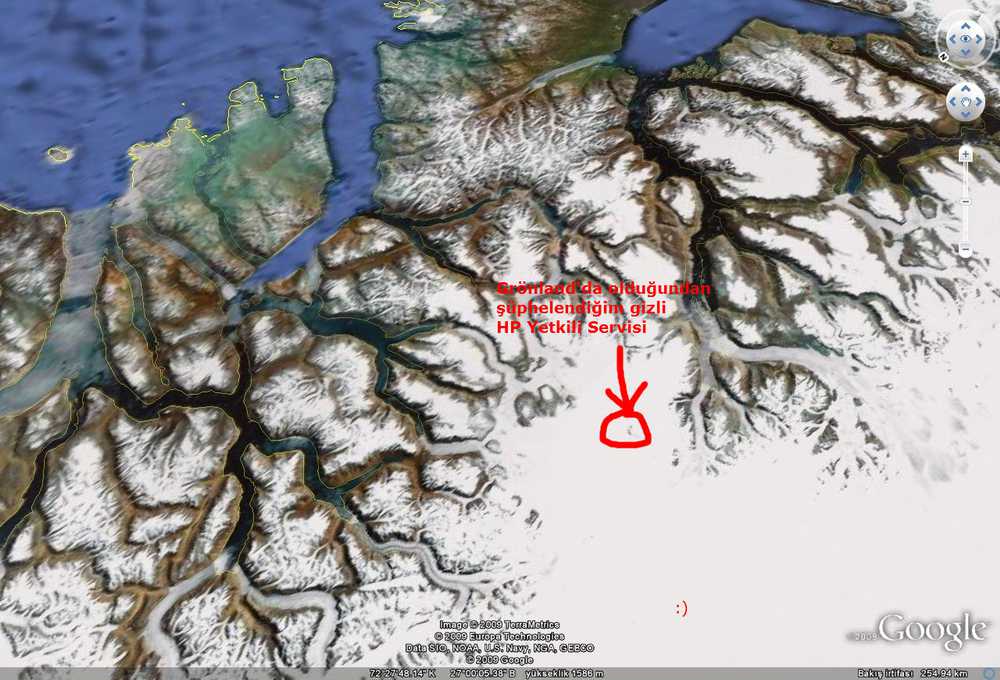 Grönland'da olduğundan
şüphelendiğim gizli
HP Yetkili Servisi
:)
Image © 2009 TerraMetrics
© 2009 Europa Technologies
Data SIO, NOAA, U.S. Navy, NGA, GEBCO
© 2009 Google
© 2009 Google
72°27'48.14" K 27°00'05.38" B yükseklik 1586 m
Bakış irtifası 254.94 km